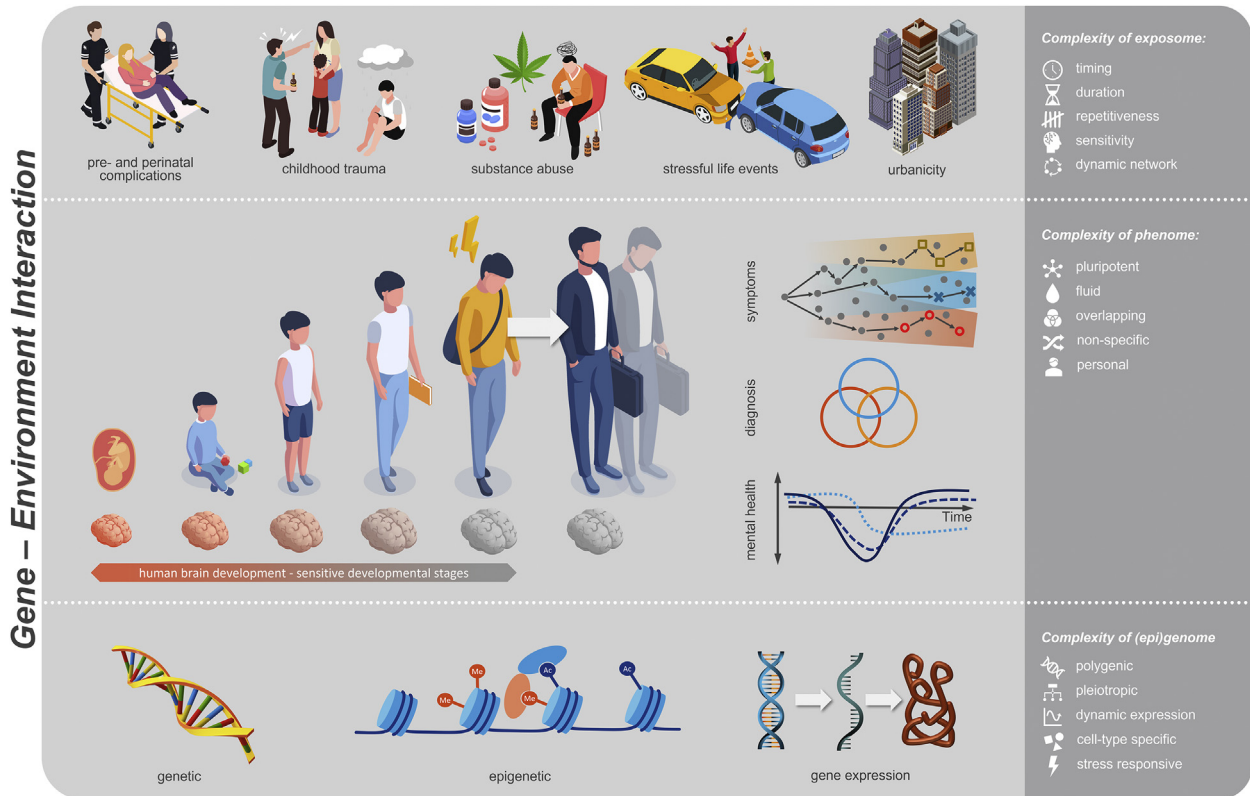 Gene – Environment Interaction
pre- and perinatal
complications
childhood trauma
substance abuse
stressful life events
urbanicity
Complexity of exposome:
timing
duration
repetitiveness
sensitivity
dynamic network
symptoms
diagnosis
mental health
Time
human brain development - sensitive developmental stages
Complexity of phenome:
pluripotent
fluid
overlapping
non-specific
personal
Me
Me
Me
Ac
Ac
genetic
epigenetic
gene expression
Complexity of (epi)genome
polygenic
pleiotropic
dynamic expression
cell-type specific
stress responsive